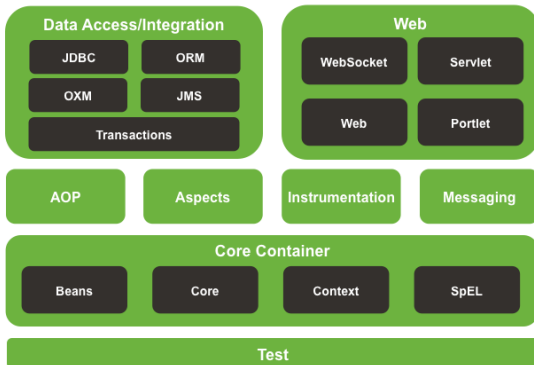 Data Access/Integration
JDBC
ORM
OXM
JMS
Transactions
Web
WebSocket
Servlet
Web
Portlet
AOP
Aspects
Instrumentation
Messaging
Core Container
Beans
Core
Context
SpEL
Test